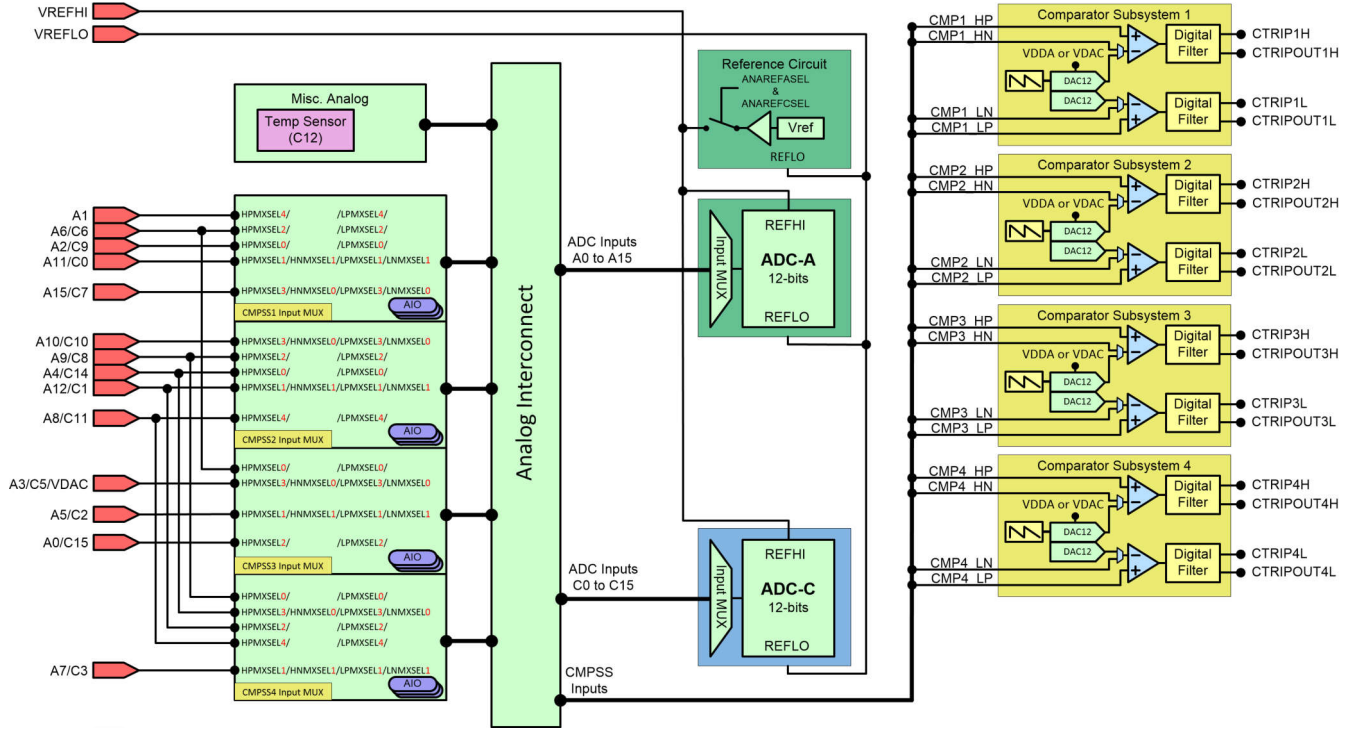 VREFHI
VREFLO
Misc. Analog
Temp Sensor
(C12)
A1
A6/C6
A2/C9
A11/C0
A15/C7
HPMXSEL4/ /LPMXSEL4/
HPMXSEL2/ /LPMXSEL2/
HPMXSEL0/ /LPMXSEL0/
HPMXSEL1/HNMXSEL1/LPMXSEL1/LNMXSEL1
HPMXSEL3/HNMXSEL0/LPMXSEL3/LNMXSEL0
CMPSS1 Input MUX
AIO
A10/C10
A9/C8
A4/C14
A12/C1
A8/C11
HPMXSEL3/HNMXSEL0/LPMXSEL3/LNMXSEL0
HPMXSEL2/ /LPMXSEL2/
HPMXSEL0/ /LPMXSEL0/
HPMXSEL1/HNMXSEL1/LPMXSEL1/LNMXSEL1
HPMXSEL4/ /LPMXSEL4/
CMPSS2 Input MUX
AIO
A3/C5/VDAC
A5/C2
A0/C15
HPMXSEL0/ /LPMXSEL0/
HPMXSEL3/HNMXSEL0/LPMXSEL3/LNMXSEL0
HPMXSEL1/HNMXSEL1/LPMXSEL1/LNMXSEL1
HPMXSEL2/ /LPMXSEL2/
CMPSS3 Input MUX
AIO
A7/C3
HPMXSEL0/ /LPMXSEL0/
HPMXSEL3/HNMXSEL0/LPMXSEL3/LNMXSEL0
HPMXSEL2/ /LPMXSEL2/
HPMXSEL4/ /LPMXSEL4/
HPMXSEL1/HNMXSEL1/LPMXSEL1/LNMXSEL1
CMPSS4 Input MUX
AIO
Analog Interconnect
ADC Inputs
A0 to A15
ADC Inputs
C0 to C15
CMPSS
Inputs
Reference Circuit
ANAREFASEL
&
ANAREFCSEL
Vref
REFLO
Input MUX
REFHI
ADC-A
12-bits
REFLO
Input MUX
REFHI
ADC-C
12-bits
REFLO
Comparator Subsystem 1
CMP1_HP
CMP1_HN
VDDA or VDAC
DAC12
DAC12
CMP1_LN
CMP1_LP
Digital
Filter
Digital
Filter
CTRIP1H
CTRIPOUT1H
CTRIP1L
CTRIPOUT1L
Comparator Subsystem 2
CMP2_HP
CMP2_HN
VDDA or VDAC
DAC12
DAC12
CMP2_LN
CMP2_LP
Digital
Filter
Digital
Filter
CTRIP2H
CTRIPOUT2H
CTRIP2L
CTRIPOUT2L
Comparator Subsystem 3
CMP3_HP
CMP3_HN
VDDA or VDAC
DAC12
DAC12
CMP3_LN
CMP3_LP
Digital
Filter
Digital
Filter
CTRIP3H
CTRIPOUT3H
CTRIP3L
CTRIPOUT3L
Comparator Subsystem 4
CMP4_HP
CMP4_HN
VDDA or VDAC
DAC12
DAC12
CMP4_LN
CMP4_LP
Digital
Filter
Digital
Filter
CTRIP4H
CTRIPOUT4H
CTRIP4L
CTRIPOUT4L